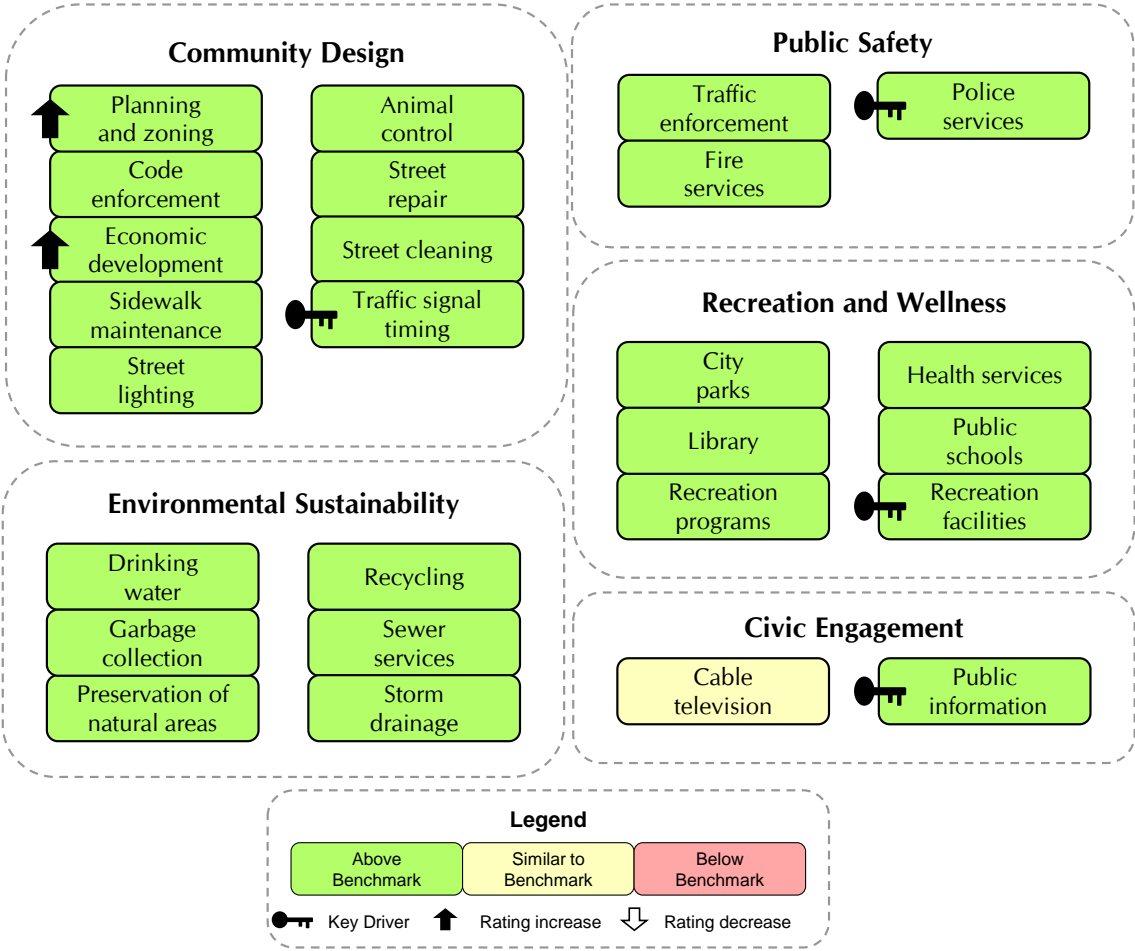 Community Design
Planning
and zoning
Code
enforcement
Economic
development
Sidewalk
maintenance
Street
lighting
Animal
control
Street
repair
Street cleaning
Traffic signal
timing
Environmental Sustainability
Drinking
water
Garbage
collection
Preservation of
natural areas
Recycling
Sewer
services
Storm
drainage
Public Safety
Traffic
enforcement
Fire
services
Police
services
Recreation and Wellness
City
parks
Library
Recreation
programs
Health services
Public
schools
Recreation
facilities
Civic Engagement
Cable
television
Public
information
Legend
Above
Benchmark
Similar to
Benchmark
Below
Benchmark
Key Driver
Rating increase
Rating decrease